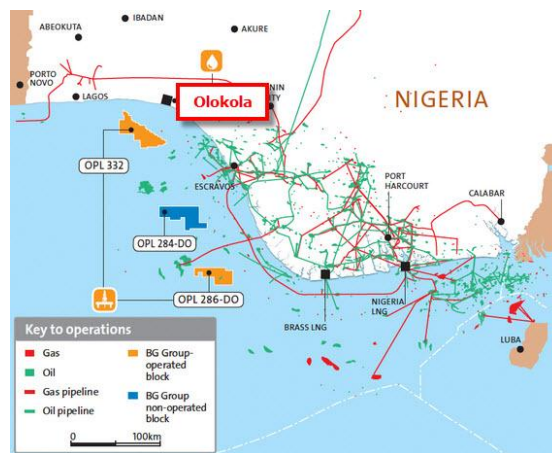 IBADAN
ABEOKUTA
AKURE
PORTO
NOVO
LAGOS
Olokola
NIN
ITY
NIGERIA
OPL 332
ESCRAVOS
PORT
HARCOURT
CALABAR
OPL 284-DO
OPL 286-DO
BRASS LNG
NIGERIA
LNG
LUBA
Key to operations
Gas
Oil
Gas pipeline
Oil pipeline
BG Group-
operated
block
BG Group
non-operated
block
0
100km